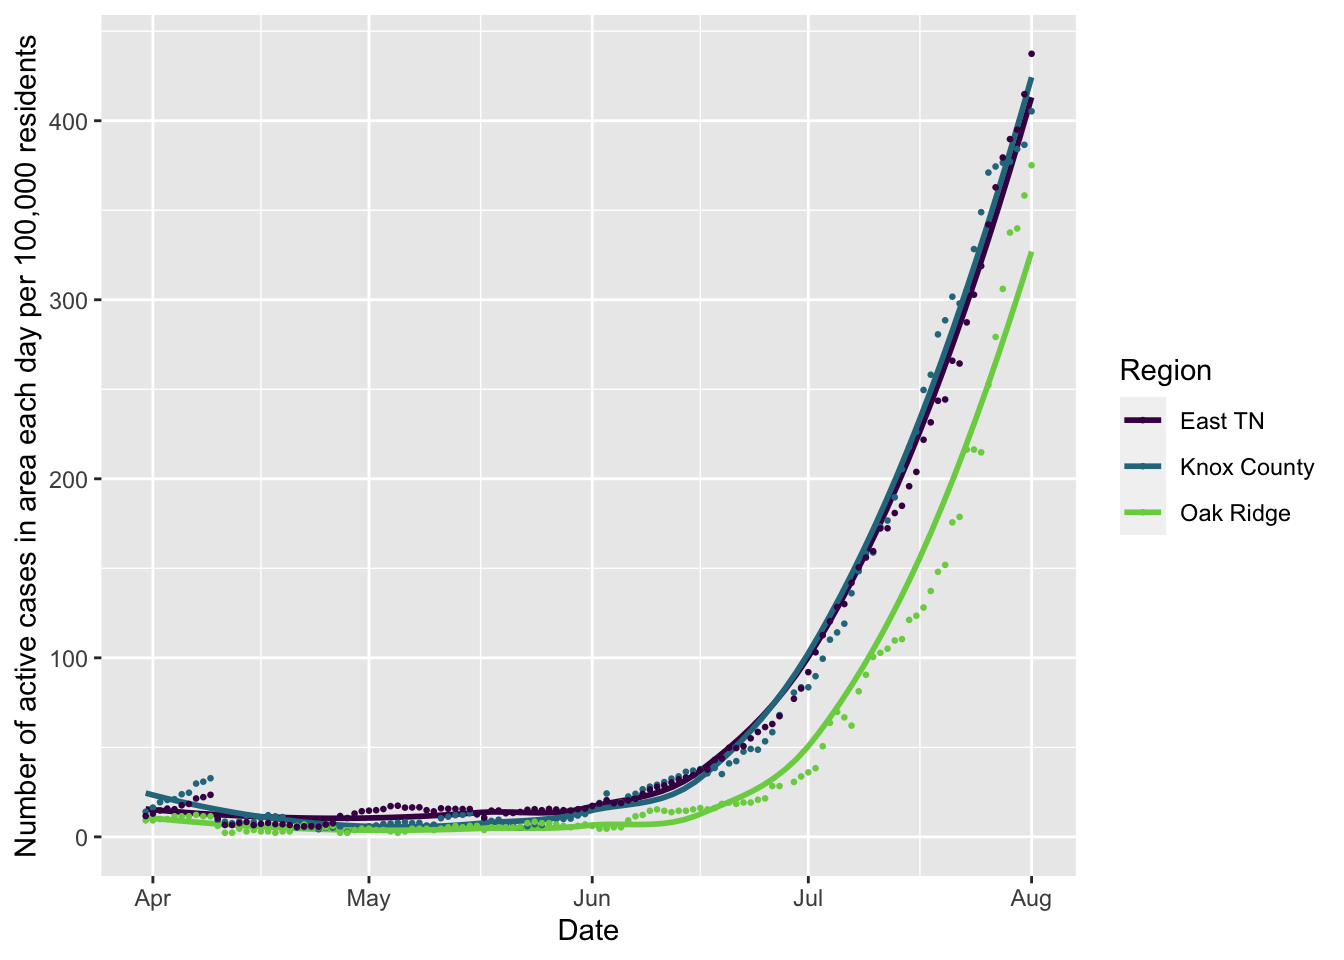 Number of active cases in area each day per 100,000 residents
400
300
200
100
0
Apr
May
Jun
Jul
Aug
Date
Region
East TN
Knox County
Oak Ridge